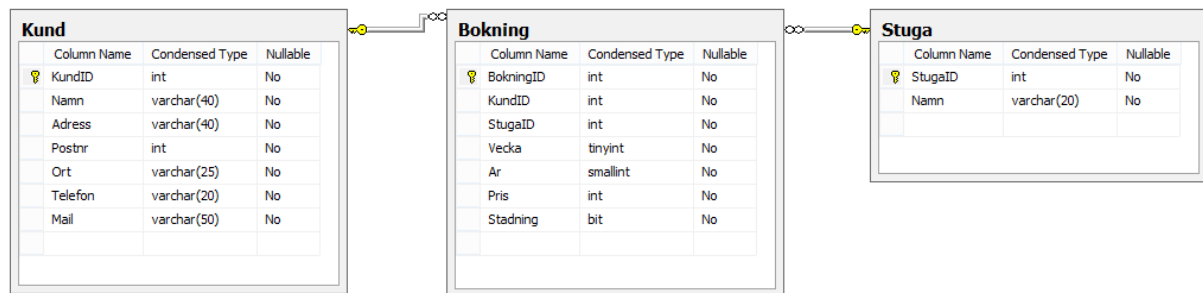 Kund
Column Name Condensed Type Nullable
KundID int No
Namn varchar(40) No
Adress varchar(40) No
Postnr int No
Ort varchar(25) No
Telefon varchar(20) No
Mail varchar(50) No
Bokning
Column Name Condensed Type Nullable
BokningID int No
KundID int No
StugaID int No
Vecka tinyint No
Ar smallint No
Pris int No
Stadning bit No
Stuga
Column Name Condensed Type Nullable
StugaID int No
Namn varchar(20) No